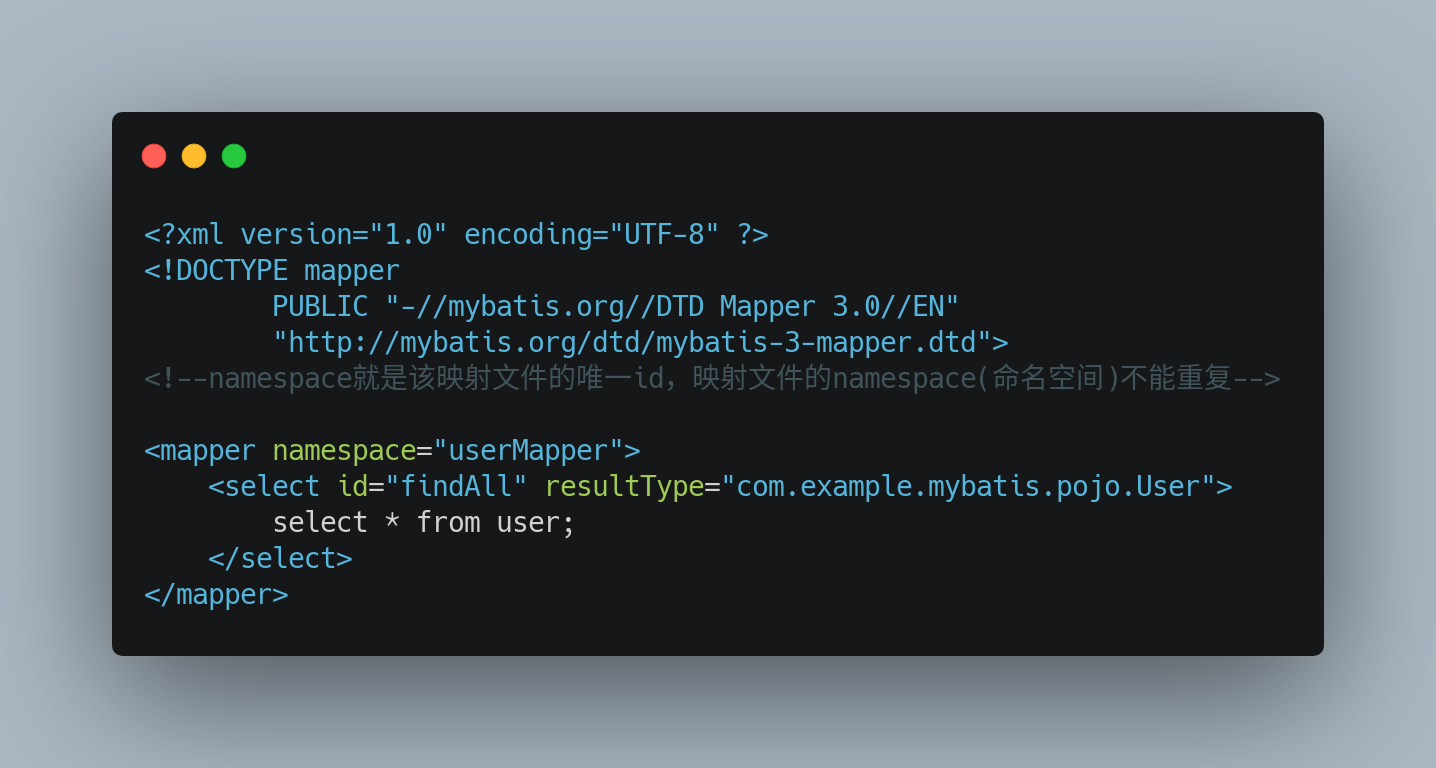 <?xml version="1.0" encoding="UTF-8" ?>
<!DOCTYPE mapper
        PUBLIC "-//mybatis.org//DTD Mapper 3.0//EN"
        "http://mybatis.org/dtd/mybatis-3-mapper.dtd">
<!--namespace就是该映射文件的唯一id，映射文件的namespace(命名空间)不能重复-->

<mapper namespace="userMapper">
    <select id="findAll" resultType="com.example.mybatis.pojo.User">
        select * from user;
    </select>
</mapper>